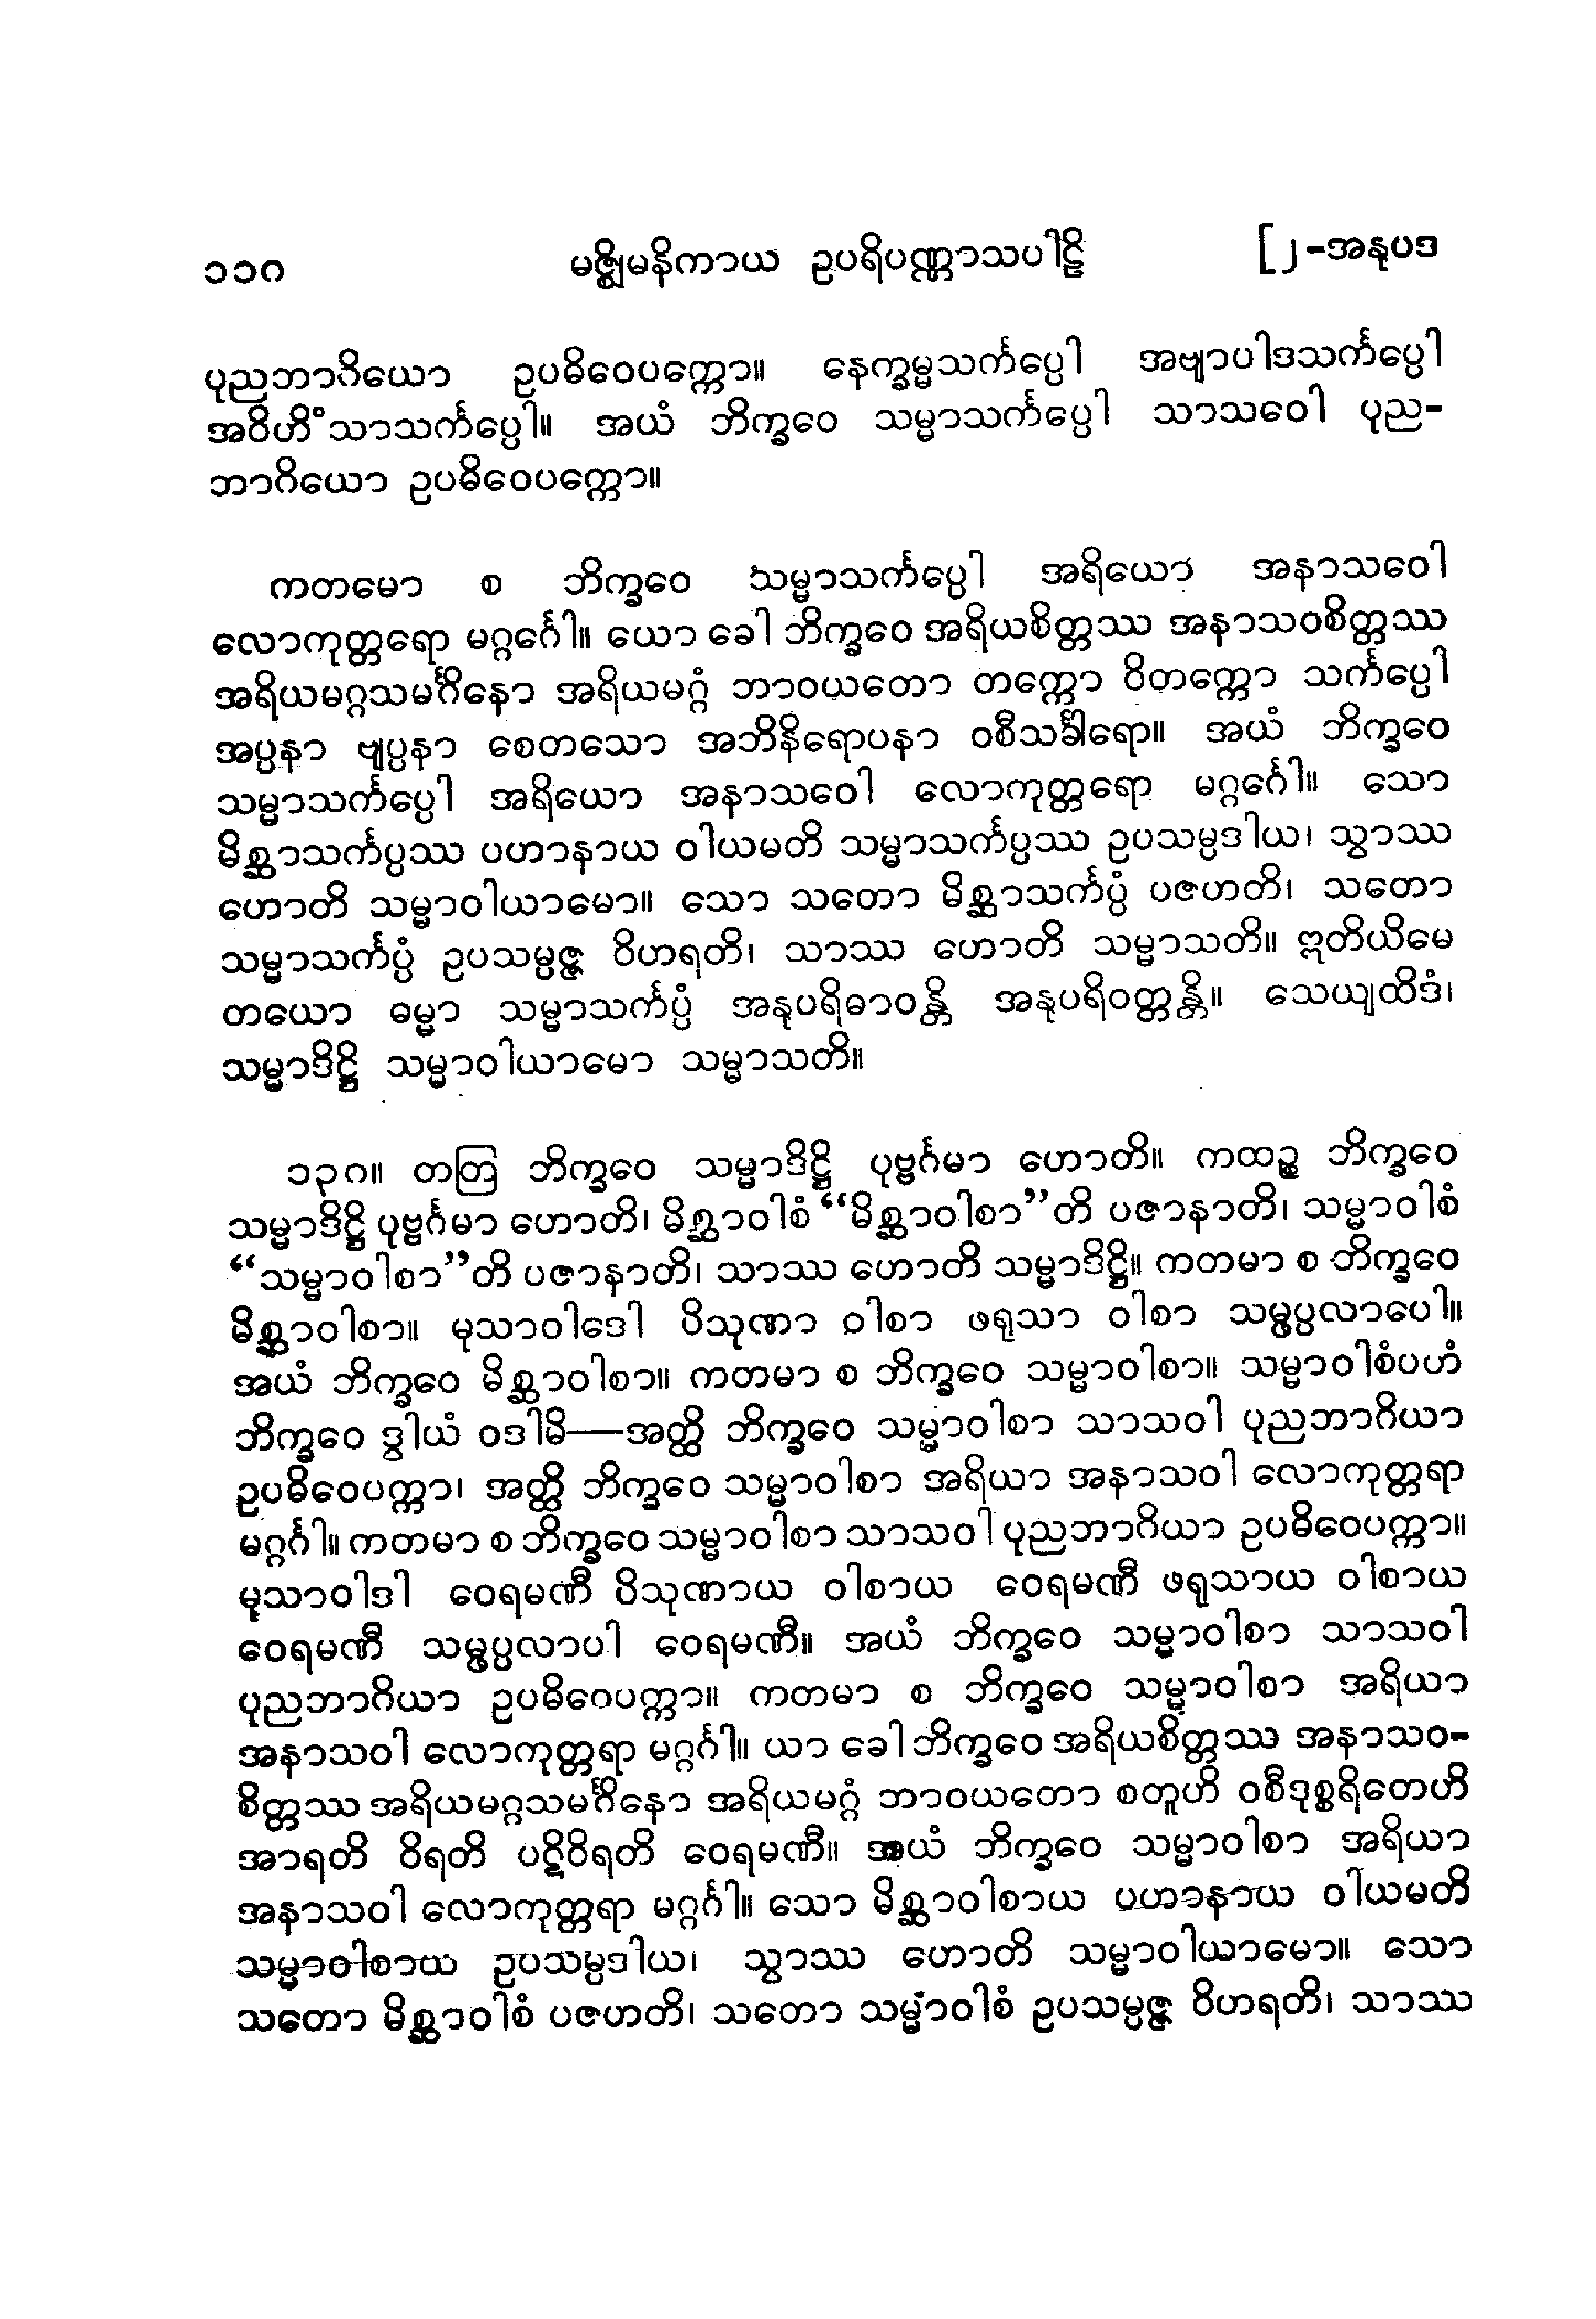 ၁၁၈ မဇ္ဈိမနိကာယ ဥပရိပဏ္ဏာသပါဠိ [၂-အနုပဒ
ပုညဘာဂိယော ဥပဓိဝေပက္ကော။ နေက္ခမ္မသင်္ကပ္ပေါ အဗျာပါဒသင်္ကပ္ပေါ
အဝိဟိံသာသင်္ကပ္ပေါ။ အယံ ဘိက္ခဝေ သမ္မာသင်္ကပ္ပေါ သာသဝေါ ပုည-
ဘာဂိယော ဥပဓိဝေပက္ကော။
ကတမော စ ဘိက္ခဝေ သမ္မာသင်္ကပ္ပေါ အရိယော အနာသဝေါ
လောကုတ္တရော မဂ္ဂင်္ဂေါ။ ယော ခေါ ဘိက္ခဝေ အရိယစိတ္တဿ အနာသဝစိတ္တဿ
အရိယမဂ္ဂသမင်္ဂိနော အရိယမဂ္ဂံ ဘာဝယတော တက္ကော ဝိတက္ကော သင်္ကပ္ပေါ
အပ္ပနာ ဗျပ္ပနာ စေတသော အဘိနိရောပနာ ဝစီသင်္ခါရော။ အယံ ဘိက္ခဝေ
သမ္မာသင်္ကပ္ပေါ အရိယော အနာသဝေါ လောကုတ္တရော မဂ္ဂင်္ဂေါ။ သော
မိစ္ဆာသင်္ကပ္ပဿ ပဟာနာယ ဝါယမတိ သမ္မာသင်္ကပ္ပဿ ဥပသမ္ပဒါယ၊ သွာဿ
ဟောတိ သမ္မာဝါယာမော။ သော သတော မိစ္ဆာသင်္ကပ္ပံ ပဇဟတိ၊ သတော
သမ္မာသင်္ကပ္ပံ ဥပသမ္ပဇ္ဇ ဝိဟရတိ၊ သာဿ ဟောတိ သမ္မာသတိ။ ဣတိယိမေ
တယော ဓမ္မာ သမ္မာသင်္ကပ္ပံ အနုပရိဓာဝန္တိ အနုပရိဝတ္တန္တိ။ သေယျထိဒံ၊
သမ္မာဒိဋ္ဌိ သမ္မာဝါယာမော သမ္မာသတိ။
၁၃၈။ တတြ ဘိက္ခဝေ သမ္မာဒိဋ္ဌိ ပုဗ္ဗင်္ဂမာ ဟောတိ။ ကထဉ္စ ဘိက္ခဝေ
သမ္မာဒိဋ္ဌိ ပုဗ္ဗင်္ဂမာ ဟောတိ၊ မိစ္ဆာဝါစံ “မိစ္ဆာဝါစာ”တိ ပဇာနာတိ၊ သမ္မာဝါစံ
“သမ္မာဝါစာ”တိ ပဇာနာတိ၊ သာဿ ဟောတိ သမ္မာဒိဋ္ဌိ။ ကတမာ စ ဘိက္ခဝေ
မိစ္ဆာဝါစာ။ မုသာဝါဒေါ ပိသုဏာ ဝါစာ ဖရုသာ ဝါစာ သမ္ဖပ္ပလာပေါ။
အယံ ဘိက္ခဝေ မိစ္ဆာဝါစာ။ ကတမာ စ ဘိက္ခဝေ သမ္မာဝါစာ။ သမ္မာဝါစံပဟံ
ဘိက္ခဝေ ဒွါယံ ဝဒါမိ—အတ္ထိ ဘိက္ခဝေ သမ္မာဝါစာ သာသဝါ ပုညဘာဂိယာ
ဥပဓိဝေပက္ကာ၊ အတ္ထိ ဘိက္ခဝေ သမ္မာဝါစာ အရိယာ အနာသဝါ လောကုတ္တရာ
မဂ္ဂင်္ဂါ။ ကတမာ စ ဘိက္ခဝေ သမ္မာဝါစာ သာသဝါ ပုညဘာဂိယာ ဥပဓိဝေပက္ကာ။
မုသာဝါဒါ ဝေရမဏီ ပိသုဏာယ ဝါစာယ ဝေရမဏီ ဖရုသာယ ဝါစာယ
ဝေရမဏီ သမ္ဖပ္ပလာပါ ဝေရမဏီ။ အယံ ဘိက္ခဝေ သမ္မာဝါစာ သာသဝါ
ပုညဘာဂိယာ ဥပဓိဝေပက္ကာ။ ကတမာ စ ဘိက္ခဝေ သမ္မာဝါစာ အရိယာ
အနာသဝါ လောကုတ္တရာ မဂ္ဂင်္ဂါ။ ယာ ခေါ ဘိက္ခဝေ အရိယစိတ္တဿ အနာသဝ-
စိတ္တဿ အရိယမဂ္ဂသမင်္ဂိနော အရိယမဂ္ဂံ ဘာဝယတော စတူဟိ ဝစီဒုစ္စရိတေဟိ
အာရတိ ဝိရတိ ပဋိဝိရတိ ဝေရမဏီ။ အယံ ဘိက္ခဝေ သမ္မာဝါစာ အရိယာ
အနာသဝါ လောကုတ္တရာ မဂ္ဂင်္ဂါ။ သော မိစ္ဆာဝါစာယ ပဟာနာယ ဝါယမတိ
သမ္မာဝါစာယ ဥပသမ္ပဒါယ၊ သွာဿ ဟောတိ သမ္မာဝါယာမော။ သော
သတော မိစ္ဆာဝါစံ ပဇဟတိ၊ သတော သမ္မာဝါစံ ဥပသမ္ပဇ္ဇ ဝိဟရတိ၊ သာဿ